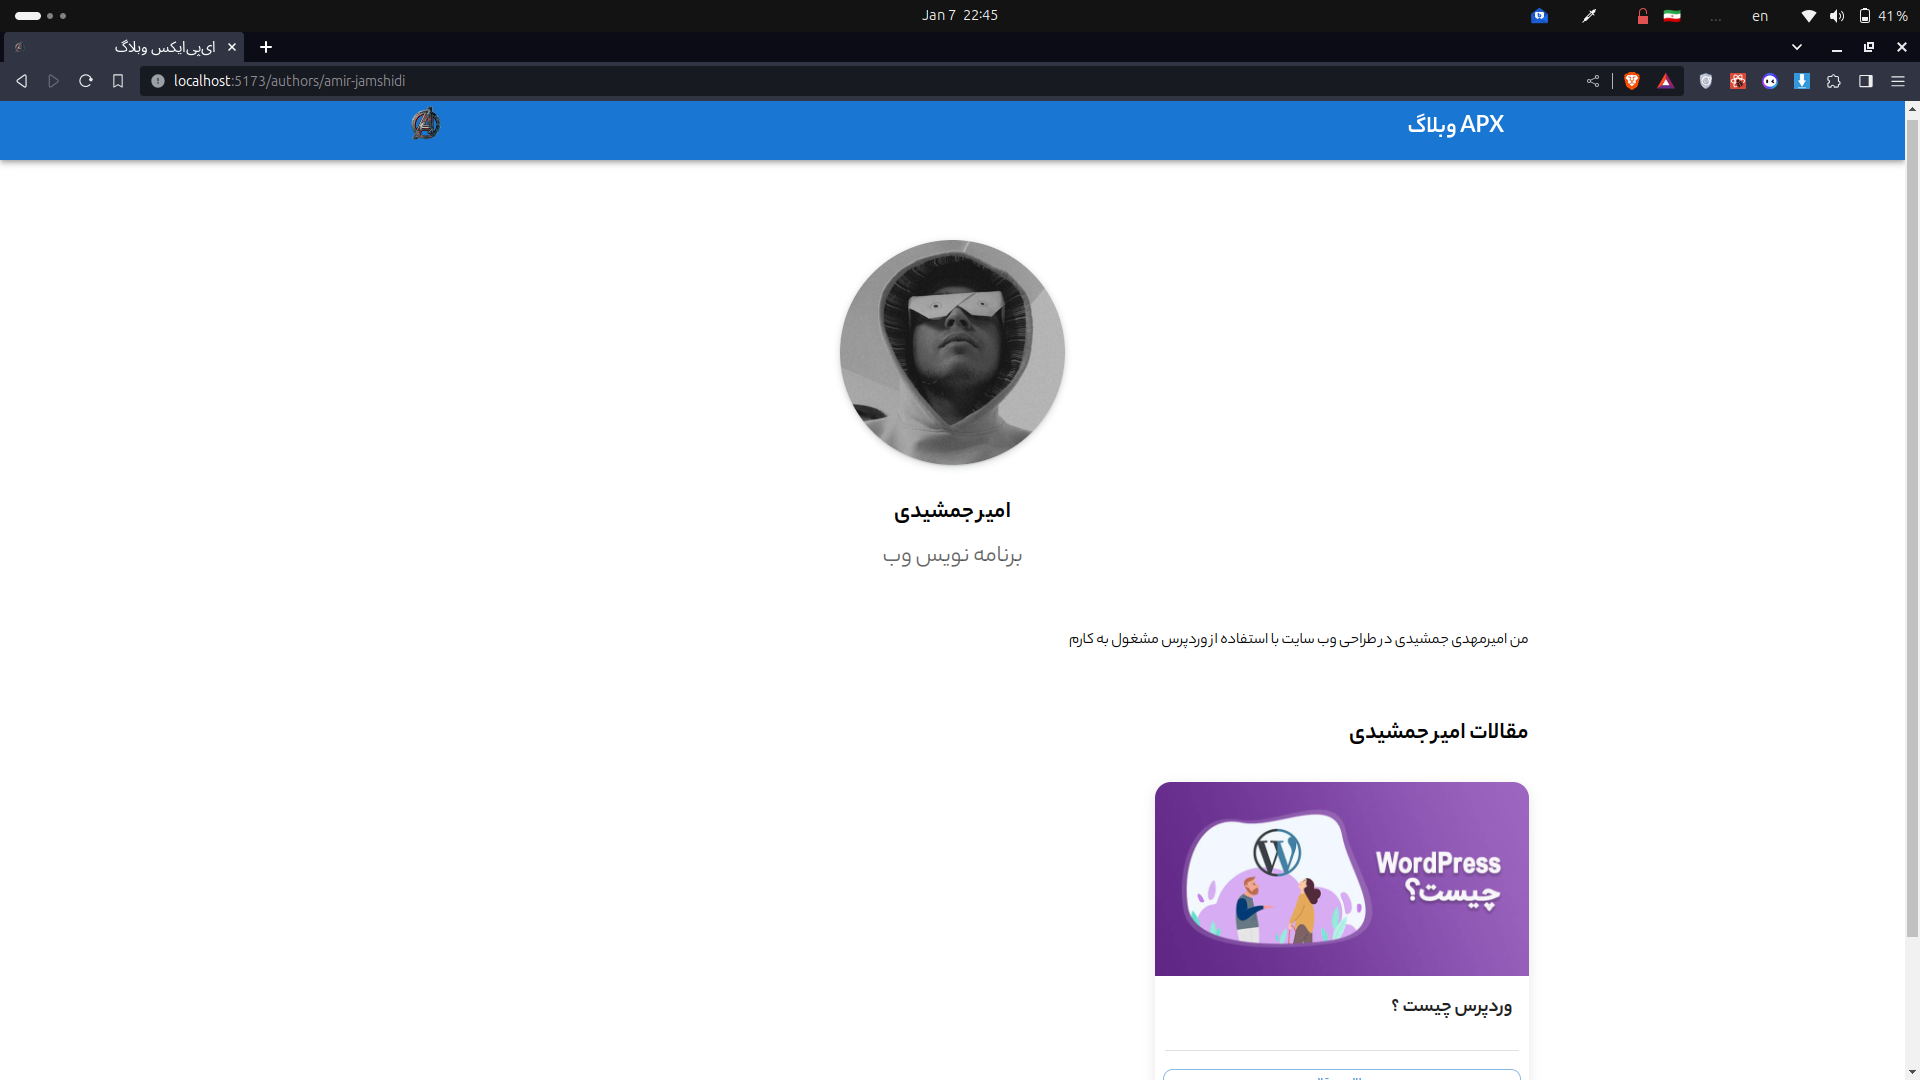 Jan 7 22:45
en
41 %
ای‌پی‌ایکس وبلاگ
localhost:5173/authors/amir-jamshidi
وبلاگ APX
امیر جمشیدی
برنامه نویس وب
من امیرمهدی جمشیدی در طراحی وب سایت با استفاده از وردپرس مشغول به کارم
مقالات امیر جمشیدی
WordPress
چیست؟
وردپرس چیست ؟